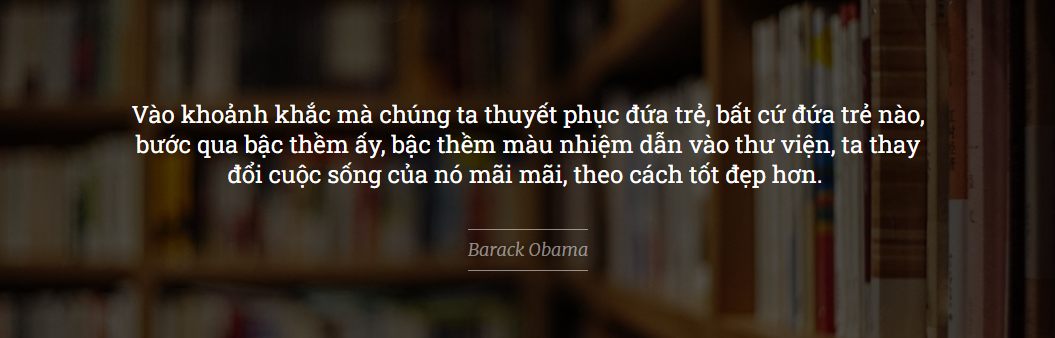 Vào khoảnh khắc mà chúng ta thuyết phục đứa trẻ, bất cứ đứa trẻ nào,
bước qua bậc thềm ấy, bậc thềm màu nhiệm dẫn vào thư viện, ta thay
đổi cuộc sống của nó mãi mãi, theo cách tốt đẹp hơn.
Barack Obama